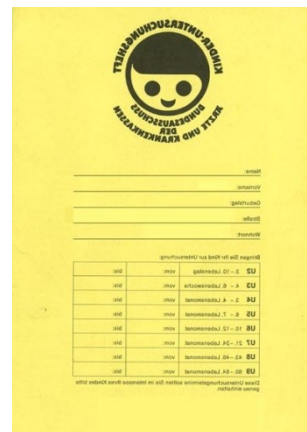 KINDER-UNTERSUCHUNGSHEFT
BUNDESAUSSCHUSS
DER
ÄRZTE UND KRANKENKASSEN
Name:
Vorname:
Geburtstag:
Straße:
Wohnort:
Bringen Sie Ihr Kind zur Untersuchung:
U2 3. – 10. Lebenstag vom: bis:
U3 4. – 6. Lebenswoche vom: bis:
U4 3. – 4. Lebensmonat vom: bis:
U5 6. – 7. Lebensmonat vom: bis:
U6 10. – 12. Lebensmonat vom: bis:
U7 21. – 24. Lebensmonat vom: bis:
U8 43. – 48. Lebensmonat vom: bis:
U9 60. – 64. Lebensmonat vom: bis:
Diese Untersuchungstermine sollten Sie im Interesse Ihres Kindes bitte
genau einhalten.